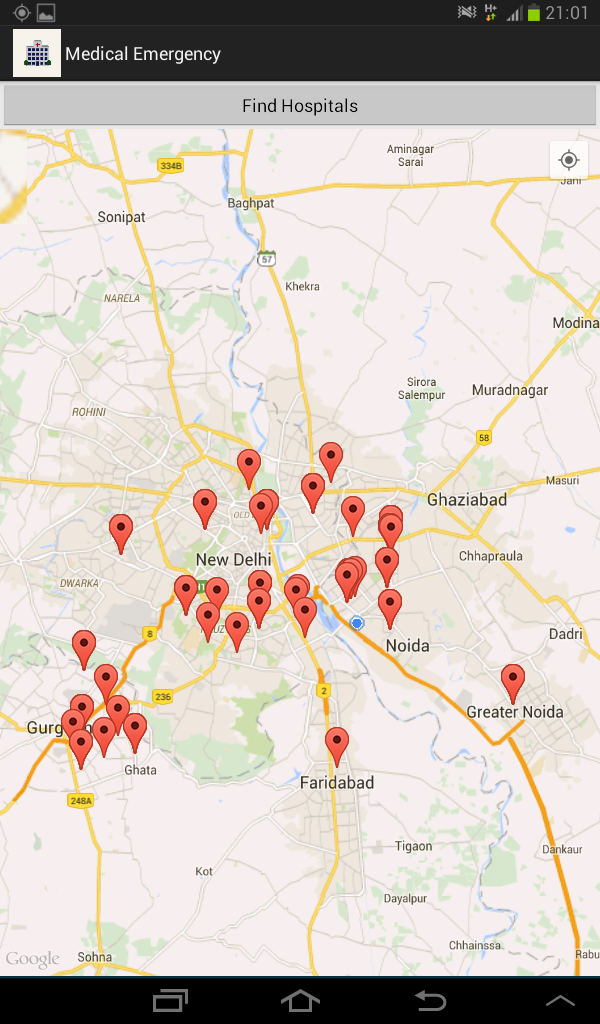 H+
21:01
Medical Emergency
Find Hospitals
Aminagar
Sarai
334B
Jani
Baghpat
Sonipat
57
Khekra
NARELA
Modina
Sirora
Salempur
Muradnagar
ROHINI
58
Masuri
Ghaziabad
OLD
New Delhi
Chhapraula
DWARKA
8
Dadri
Noida
236
2
Greater Noida
Gurg n
Ghata
Faridabad
248A
Tigaon
Dankaur
Kot
Dayalpur
Chhainssa
Google
Sohna
Rabu